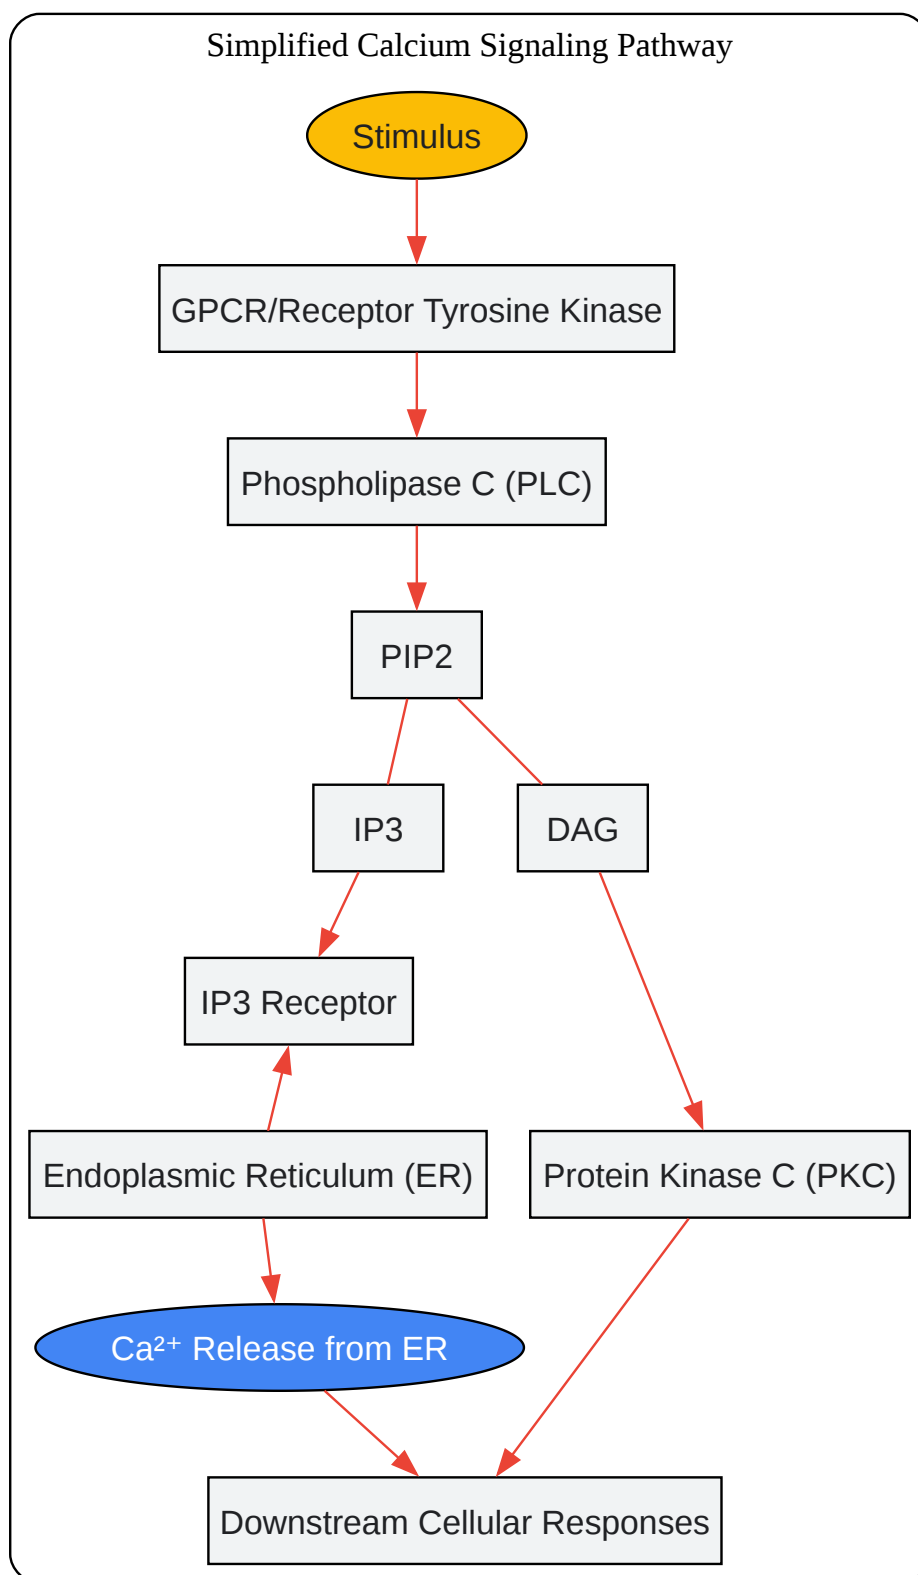 Simplified Calcium Signaling Pathway
Stimulus
GPCR/Receptor Tyrosine Kinase
Phospholipase C (PLC)
PIP2
IP3
DAG
IP3 Receptor
Endoplasmic Reticulum (ER)
Protein Kinase C (PKC)
Ca²⁺ Release from ER
Downstream Cellular Responses